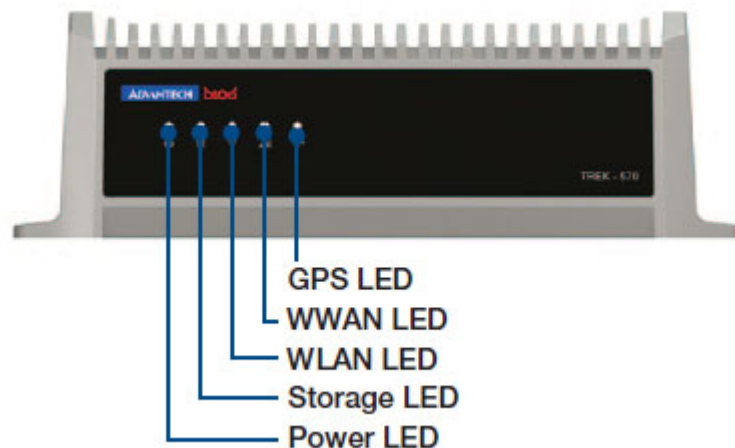 ADVANTECH
TREK - 570
GPS LED
WWAN LED
WLAN LED
Storage LED
Power LED